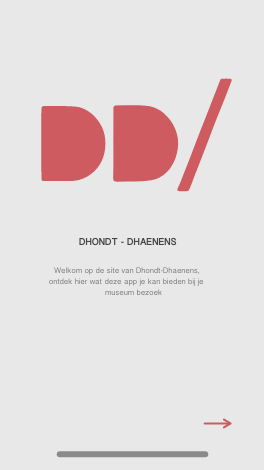 DD/
DHONDT - DHAENENS
Welkom op de site van Dhondt-Dhaenens,
ontdek hier wat deze app je kan bieden bij je
museum bezoek